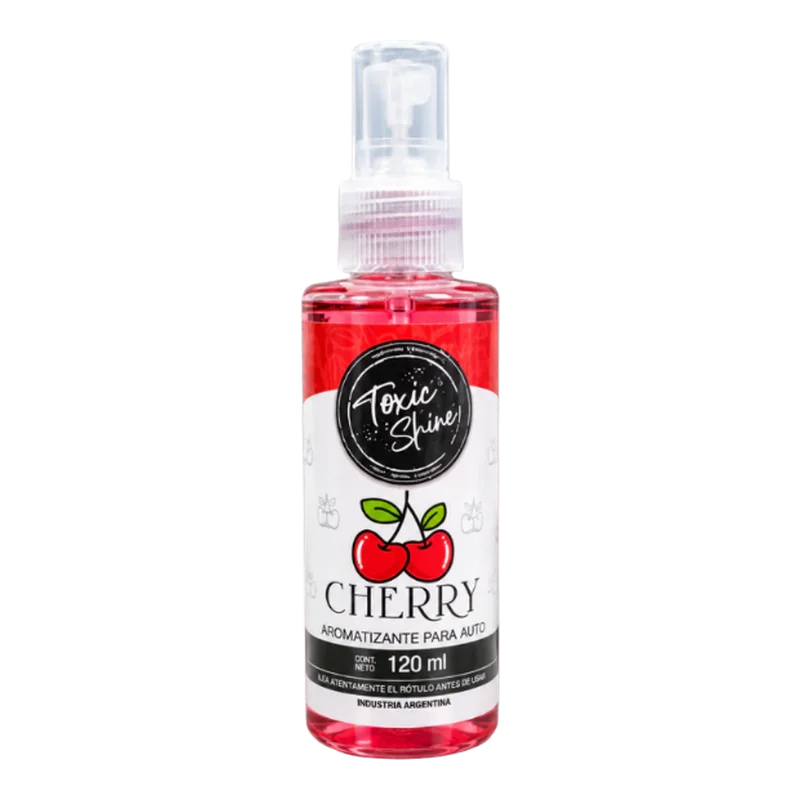 Toxic
Shine!
CHERRY
AROMATIZANTE PARA AUTO
CONT.
NETO
120 ml
LEA ATENTAMENTE EL RÓTULO ANTES DE USAR
INDUSTRIA ARGENTINA